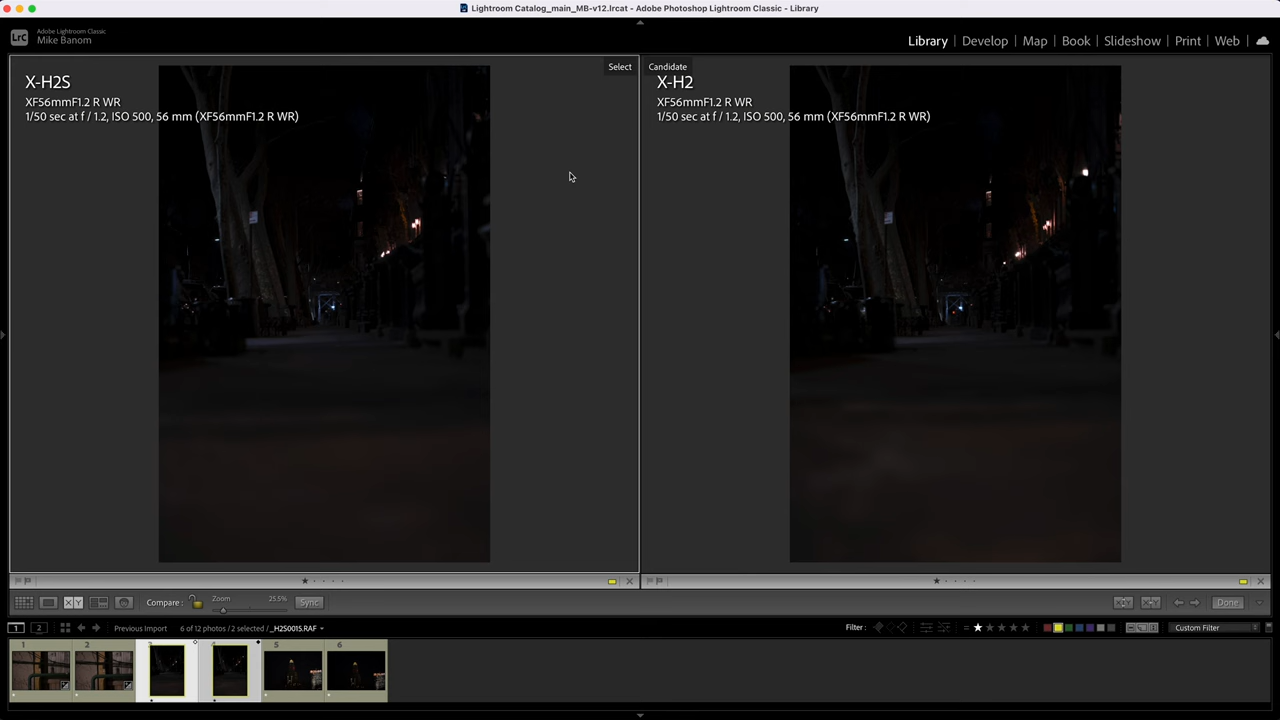 Lightroom Catalog_main_MB-v12.lrcat - Adobe Photoshop Lightroom Classic - Library
LrC
Adobe Lightroom Classic
Mike Banom
Library | Develop | Map | Book | Slideshow | Print | Web
X-H2S
XF56mmF1.2 R WR
1/50 sec at f / 1.2, ISO 500, 56 mm (XF56mmF1.2 R WR)
Select
Candidate
X-H2
XF56mmF1.2 R WR
1/50 sec at f / 1.2, ISO 500, 56 mm (XF56mmF1.2 R WR)
XY
Compare :
Zoom
25.5%
Sync
Done
1
2
Previous Import
6 of 12 photos / 2 selected / _H2S0015.RAF
Filter :
Custom Filter
1
2
3
4
5
6